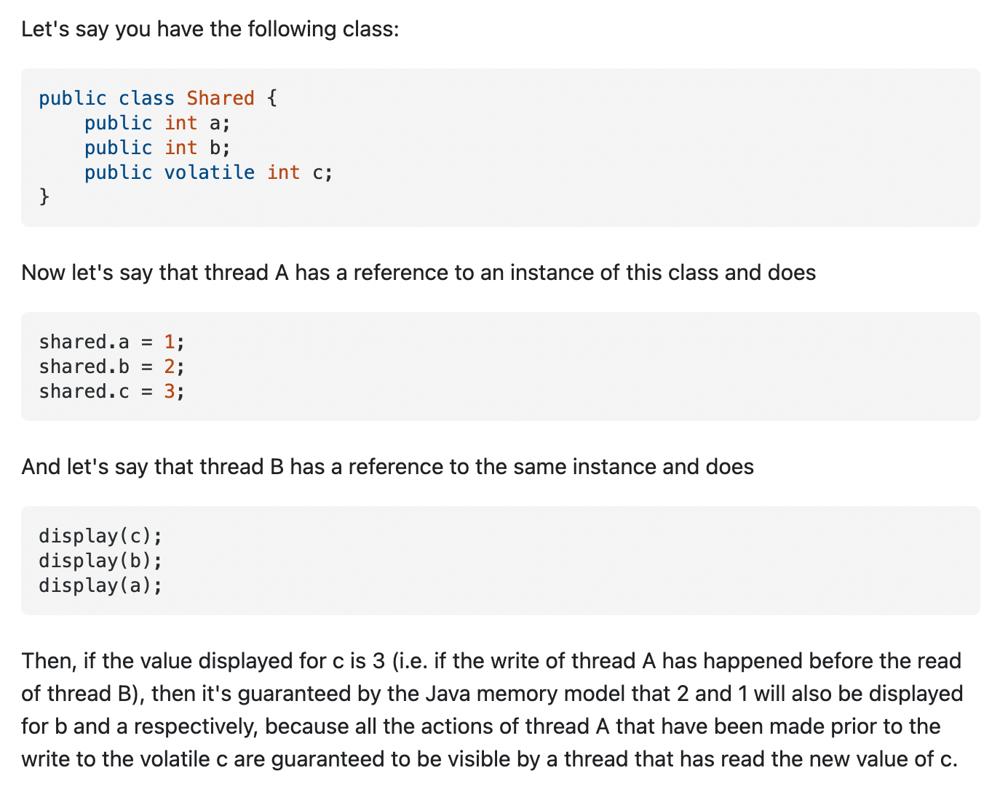 Let's say you have the following class:
public class Shared {
    public int a;
    public int b;
    public volatile int c;
}
Now let's say that thread A has a reference to an instance of this class and does
shared.a = 1;
shared.b = 2;
shared.c = 3;
And let's say that thread B has a reference to the same instance and does
display(c);
display(b);
display(a);
Then, if the value displayed for c is 3 (i.e. if the write of thread A has happened before the read
of thread B), then it's guaranteed by the Java memory model that 2 and 1 will also be displayed
for b and a respectively, because all the actions of thread A that have been made prior to the
write to the volatile c are guaranteed to be visible by a thread that has read the new value of c.